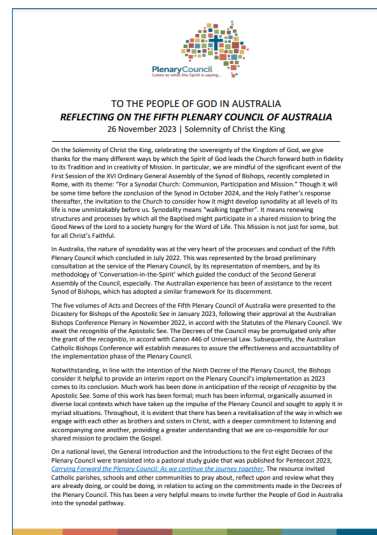 PlenaryCouncil
Listen to what the Spirit is saying...
TO THE PEOPLE OF GOD IN AUSTRALIA
REFLECTING ON THE FIFTH PLENARY COUNCIL OF AUSTRALIA
26 November 2023 | Solemnity of Christ the King
On the Solemnity of Christ the King, celebrating the sovereignty of the Kingdom of God, we give
thanks for the many different ways by which the Spirit of God leads the Church forward both in fidelity
to its Tradition and in creativity of Mission. In particular, we are mindful of the significant event of the
First Session of the XVI Ordinary General Assembly of the Synod of Bishops, recently completed in
Rome, with its theme: "For a Synodal Church: Communion, Participation and Mission." Though it will
be some time before the conclusion of the Synod in October 2024, and the Holy Father's response
thereafter, the invitation to the Church to consider how it might develop synodality at all levels of its
life is now unmistakably before us. Synodality means "walking together". It means renewing
structures and processes by which all the Baptised might participate in a shared mission to bring the
Good News of the Lord to a society hungry for the Word of Life. This Mission is not just for some, but
for all Christ's Faithful.
In Australia, the nature of synodality was at the very heart of the processes and conduct of the Fifth
Plenary Council which concluded in July 2022. This was represented by the broad preliminary
consultation at the service of the Plenary Council, by its representation of members, and by its
methodology of 'Conversation-in-the-Spirit' which guided the conduct of the Second General
Assembly of the Council, especially. The Australian experience has been of assistance to the recent
Synod of Bishops, which has adopted a similar framework for its discernment.
The five volumes of Acts and Decrees of the Fifth Plenary Council of Australia were presented to the
Dicastery for Bishops of the Apostolic See in January 2023, following their approval at the Australian
Bishops Conference Plenary in November 2022, in accord with the Statutes of the Plenary Council. We
await the recognitio of the Apostolic See. The Decrees of the Council may be promulgated only after
the grant of the recognitio, in accord with Canon 446 of Universal Law. Subsequently, the Australian
Catholic Bishops Conference will establish measures to assure the effectiveness and accountability of
the implementation phase of the Plenary Council.
Notwithstanding, in line with the intention of the Ninth Decree of the Plenary Council, the Bishops
consider it helpful to provide an interim report on the Plenary Council's implementation as 2023
comes to its conclusion. Much work has been done in anticipation of the receipt of recognitio by the
Apostolic See. Some of this work has been formal; much has been informal, organically assumed in
diverse local contexts which have taken up the impulse of the Plenary Council and sought to apply it in
myriad situations. Throughout, it is evident that there has been a revitalisation of the way in which we
engage with each other as brothers and sisters in Christ, with a deeper commitment to listening and
accompanying one another, providing a greater understanding that we are co-responsible for our
shared mission to proclaim the Gospel.
On a national level, the General Introduction and the Introductions to the first eight Decrees of the
Plenary Council were translated into a pastoral study guide that was published for Pentecost 2023,
Carrying Forward the Plenary Council: As we continue the journey together. The resource invited
Catholic parishes, schools and other communities to pray about, reflect upon and review what they
are already doing, or could be doing, in relation to acting on the commitments made in the Decrees of
the Plenary Council. This has been a very helpful means to invite further the People of God in Australia
into the synodal pathway.